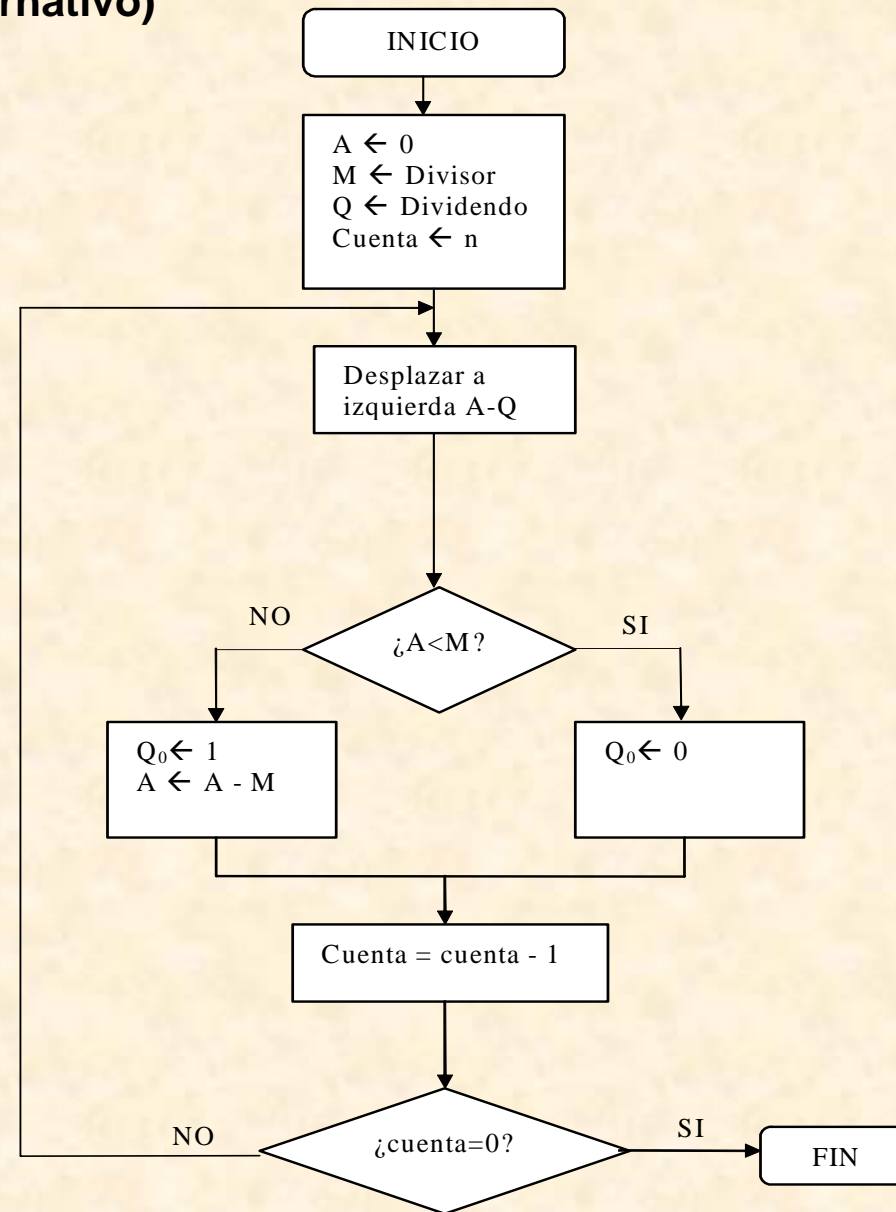 rnativo)
INICIO
A ← 0
M ← Divisor
Q ← Dividendo
Cuenta ← n
Desplazar a
izquierda A-Q
¿A<M?
NO
SI
Q₀← 1
A ← A - M
Q₀← 0
Cuenta = cuenta - 1
¿cuenta=0?
NO
SI
FIN